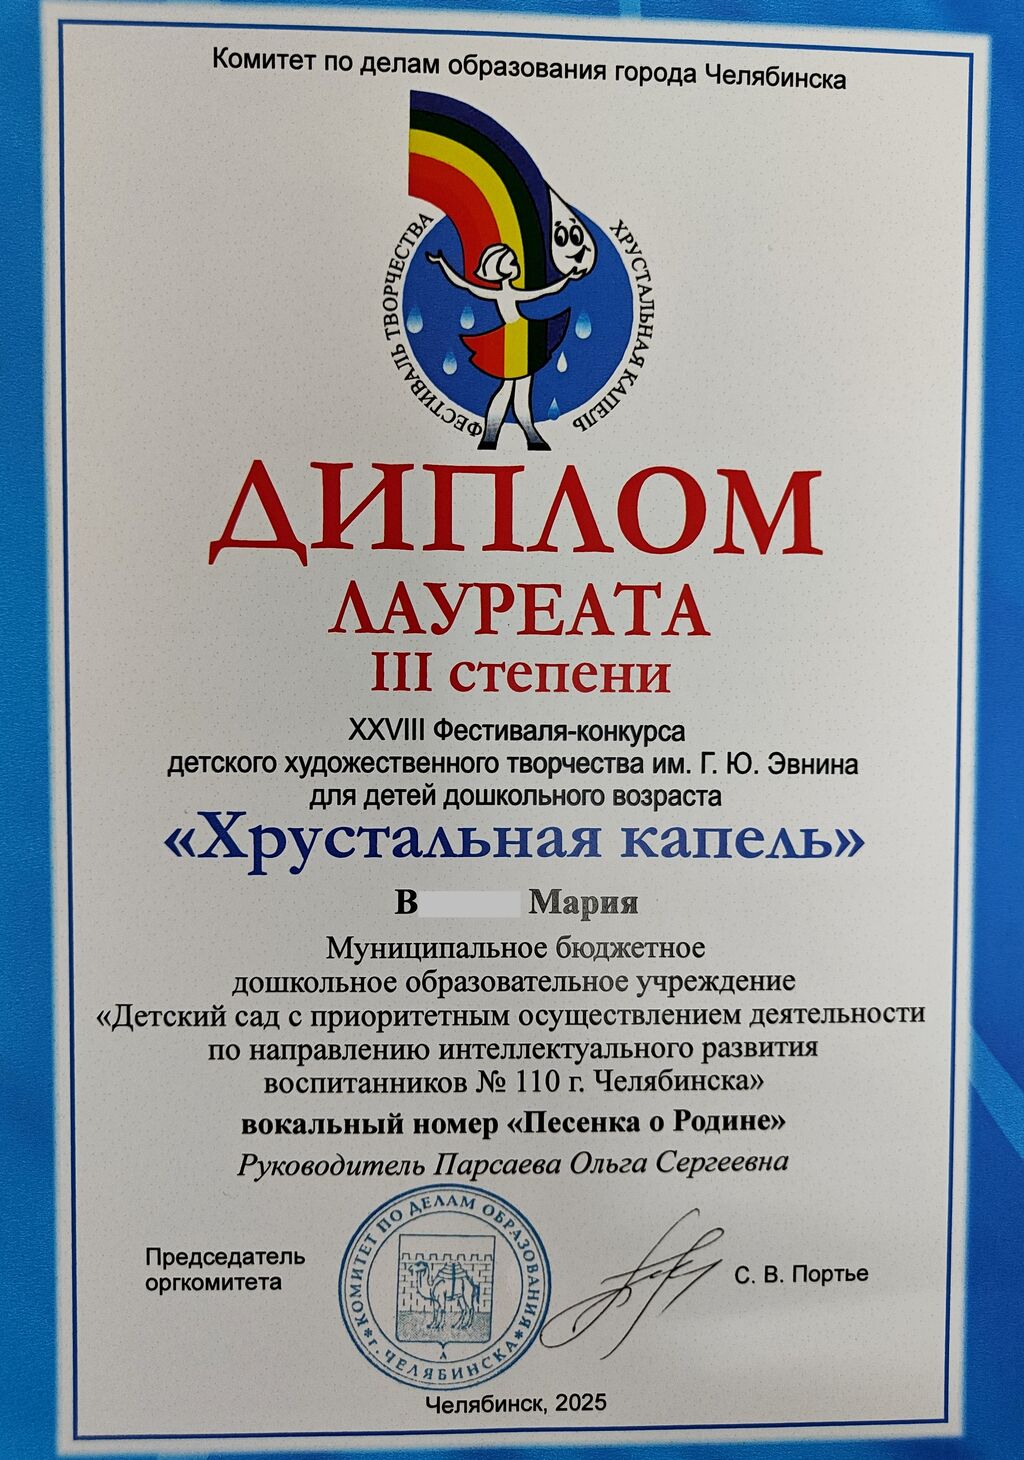 Комитет по делам образования города Челябинска
ФЕСТИВАЛЬ ТВОРЧЕСТВА
ХРУСТАЛЬНАЯ КАПЕЛЬ
ДИПЛОМ
ЛАУРЕАТА
III степени
XXVIII Фестиваля-конкурса
детского художественного творчества им. Г. Ю. Эвнина
для детей дошкольного возраста
«Хрустальная капель»
В Мария
Муниципальное бюджетное
дошкольное образовательное учреждение
«Детский сад с приоритетным осуществлением деятельности
по направлению интеллектуального развития
воспитанников № 110 г. Челябинска»
вокальный номер «Песенка о Родине»
Руководитель Парсаева Ольга Сергеевна
Председатель
оргкомитета
КОМИТЕТ ПО ДЕЛАМ ОБРАЗОВАНИЯ
г. ЧЕЛЯБИНСКА
С. В. Портье
Челябинск, 2025